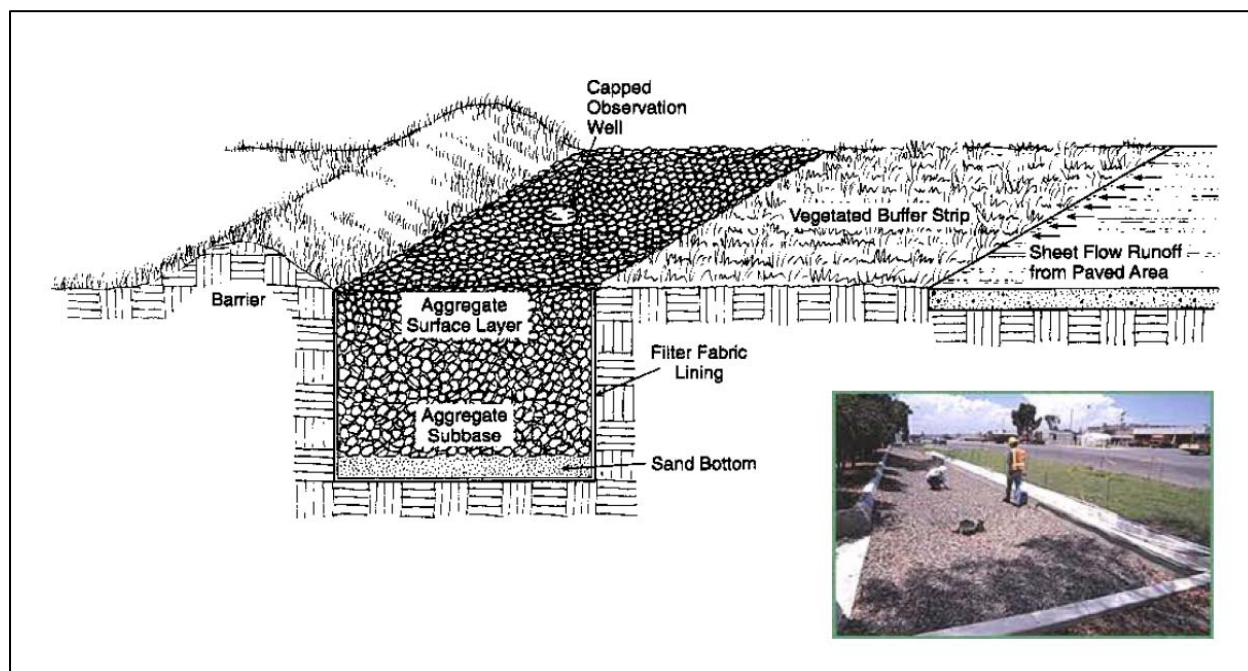 Capped
Observation
Well
Vegetated Buffer Strip
Sheet Flow Runoff
from Paved Area
Barrier
Aggregate
Surface Layer
Filter Fabric
Lining
Aggregate
Subbase
Sand Bottom